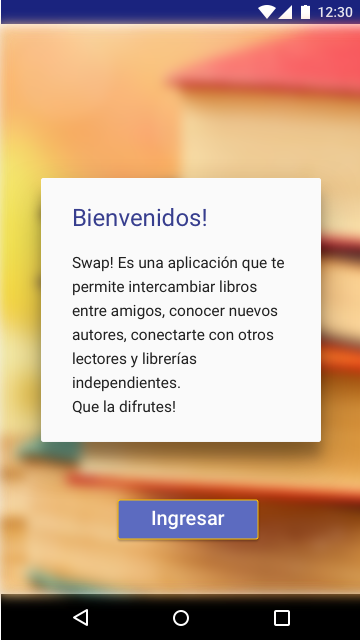 12:30
Bienvenidos!
Swap! Es una aplicación que te
permite intercambiar libros
entre amigos, conocer nuevos
autores, conectarte con otros
lectores y librerías
independientes.
Que la difrutes!
Ingresar